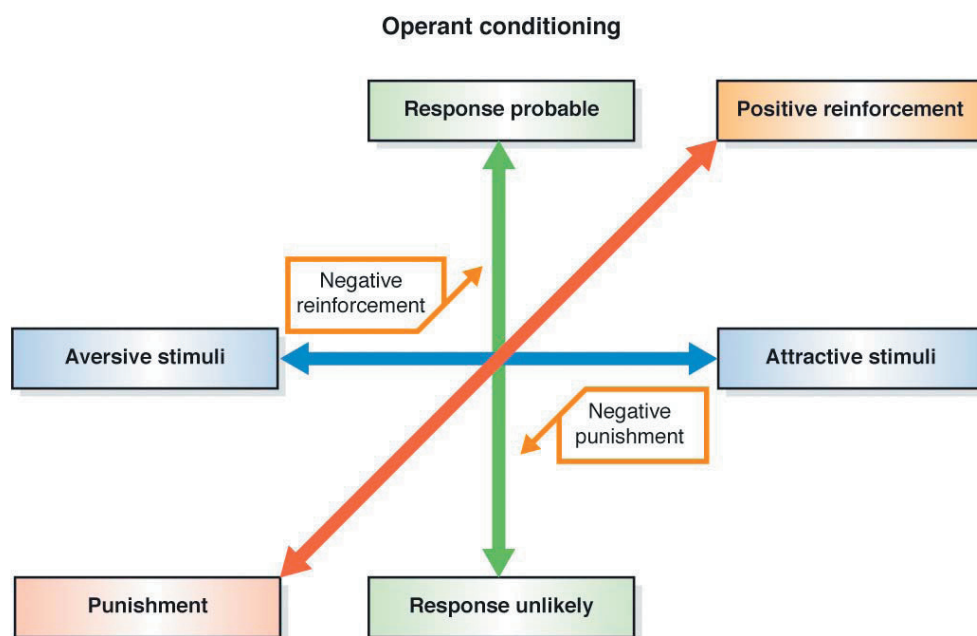 Operant conditioning
Response probable
Positive reinforcement
Negative
reinforcement
Aversive stimuli
Attractive stimuli
Negative
punishment
Punishment
Response unlikely